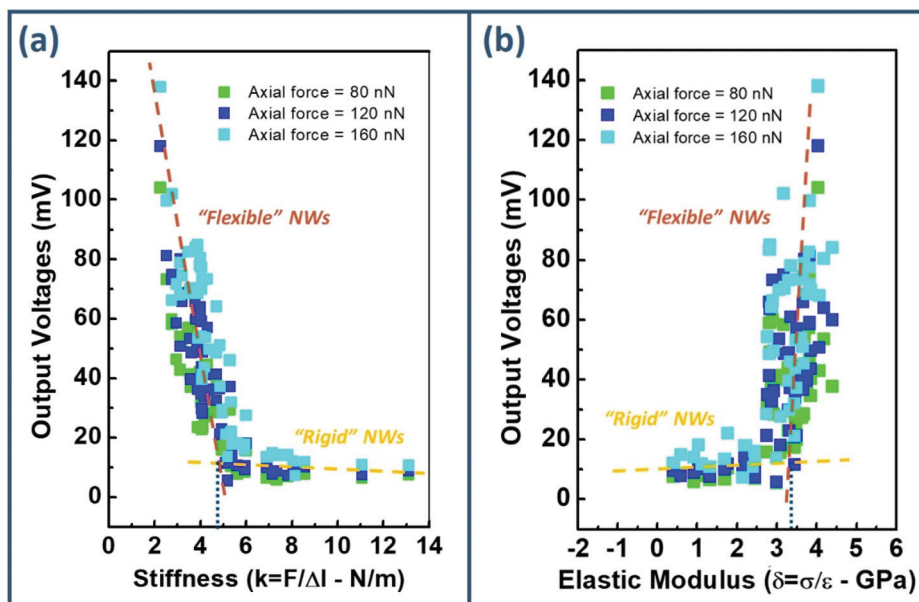 (a)
140
120
100
80
60
40
20
0
Output Voltages (mV)
Axial force = 80 nN
Axial force = 120 nN
Axial force = 160 nN
“Flexible” NWs
“Rigid” NWs
0 2 4 6 8 10 12 14
Stiffness (k=F/Δl - N/m)
(b)
140
120
100
80
60
40
20
0
Output Voltages (mV)
Axial force = 80 nN
Axial force = 120 nN
Axial force = 160 nN
“Flexible” NWs
“Rigid” NWs
-2 -1 0 1 2 3 4 5 6
Elastic Modulus (δ=σ/ε - GPa)